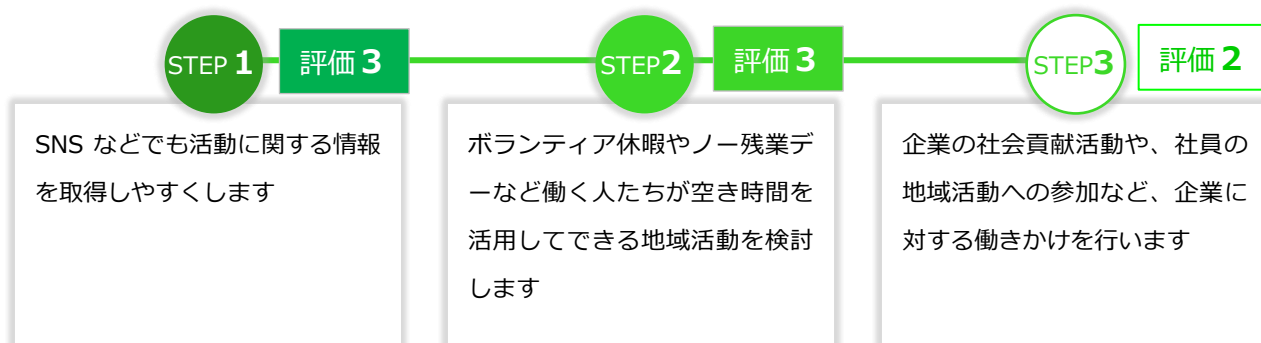 STEP 1
評価 3
STEP2
評価 3
STEP3
評価 2
SNS などでも活動に関する情報
を取得しやすくします
ボランティア休暇やノー残業デ
ーなど働く人たちが空き時間を
活用してできる地域活動を検討
します
企業の社会貢献活動や、社員の
地域活動への参加など、企業に
対する働きかけを行います